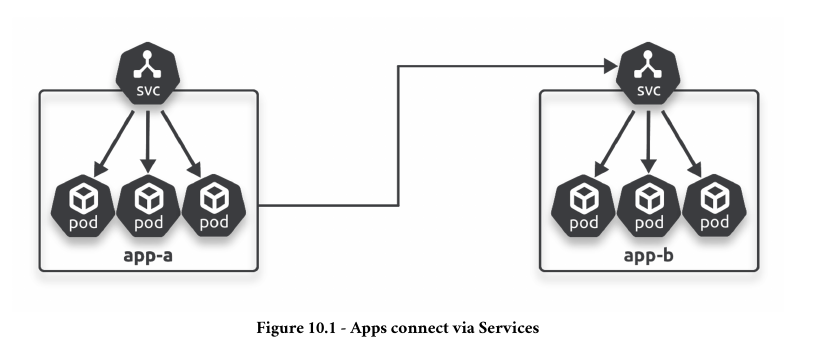 svc
svc
pod pod pod
pod pod pod
app-a
app-b
Figure 10.1 - Apps connect via Services